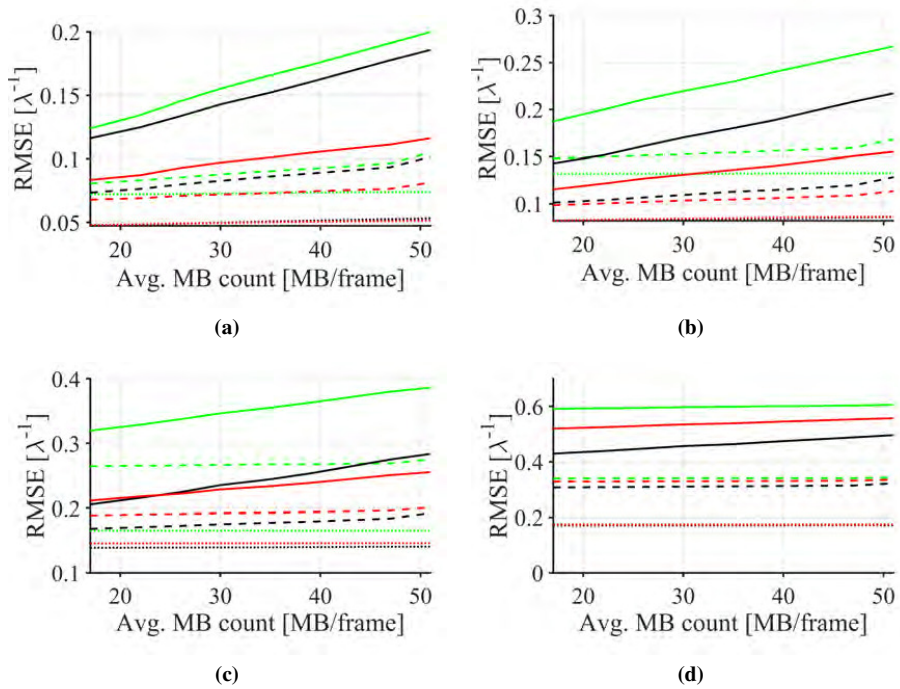 0.2
0.15
0.1
0.05
RMSE [λ⁻¹]
20 30 40 50
Avg. MB count [MB/frame]
(a)
0.3
0.25
0.2
0.15
0.1
RMSE [λ⁻¹]
20 30 40 50
Avg. MB count [MB/frame]
(b)
0.4
0.3
0.2
0.1
RMSE [λ⁻¹]
20 30 40 50
Avg. MB count [MB/frame]
(c)
0.6
0.4
0.2
0
RMSE [λ⁻¹]
20 30 40 50
Avg. MB count [MB/frame]
(d)